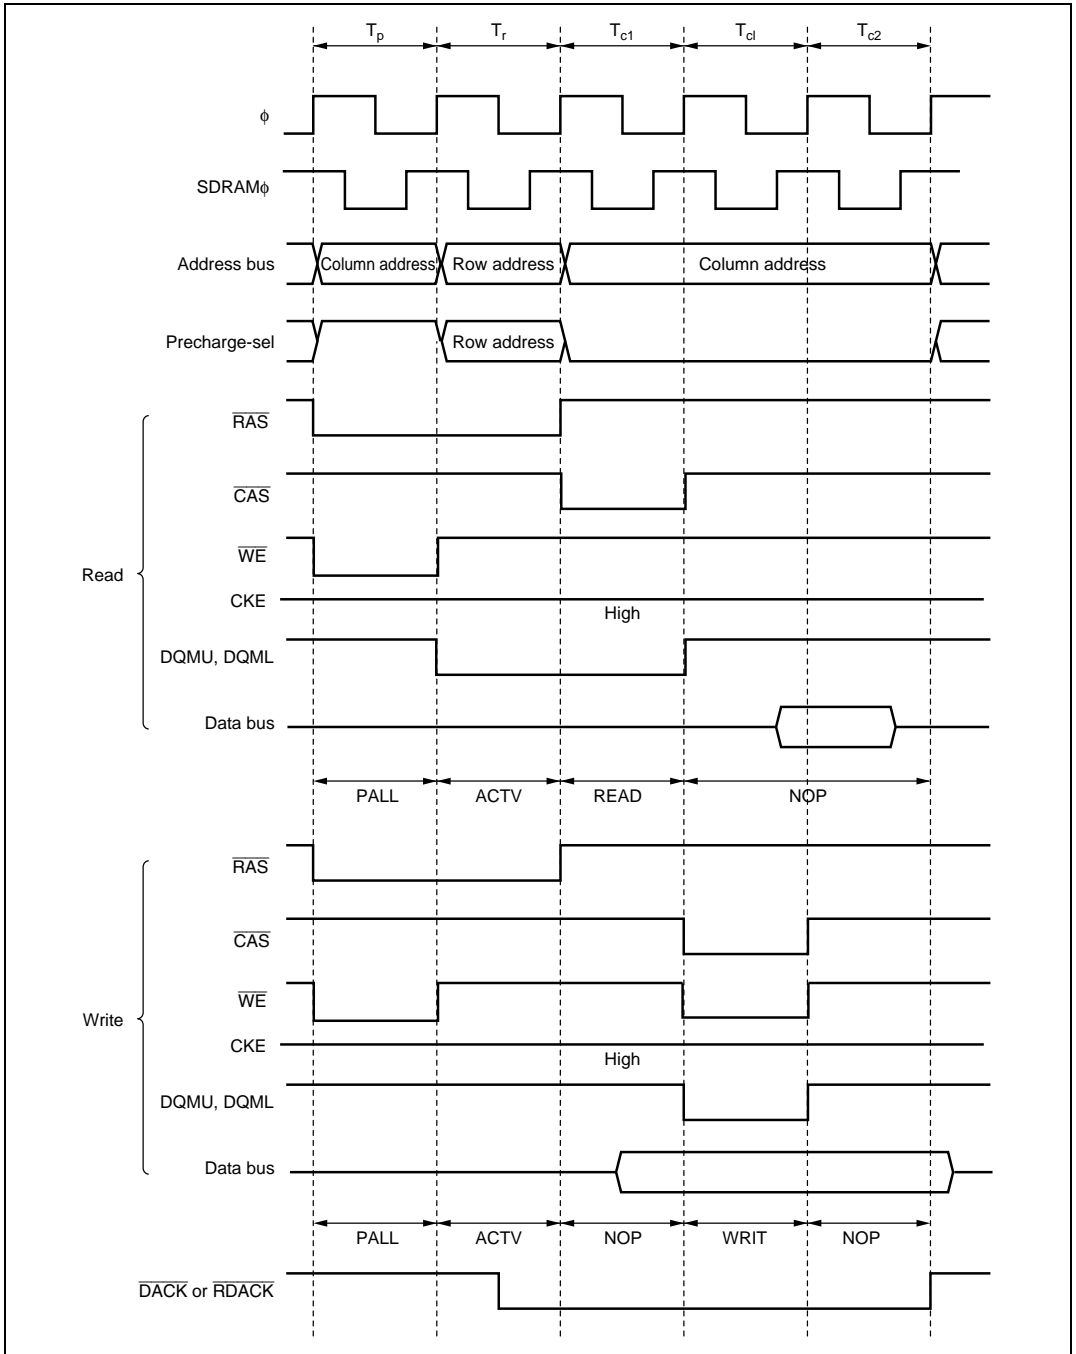 Tp Tr Tc1 Tcl Tc2
ϕ
SDRAMϕ
Address bus Column address Row address Column address
Precharge-sel Row address
RAS
CAS
WE
Read
CKE High
DQMU, DQML
Data bus
PALL ACTV READ NOP
RAS
CAS
WE
Write
CKE High
DQMU, DQML
Data bus
PALL ACTV NOP WRIT NOP
DACK or RDACK